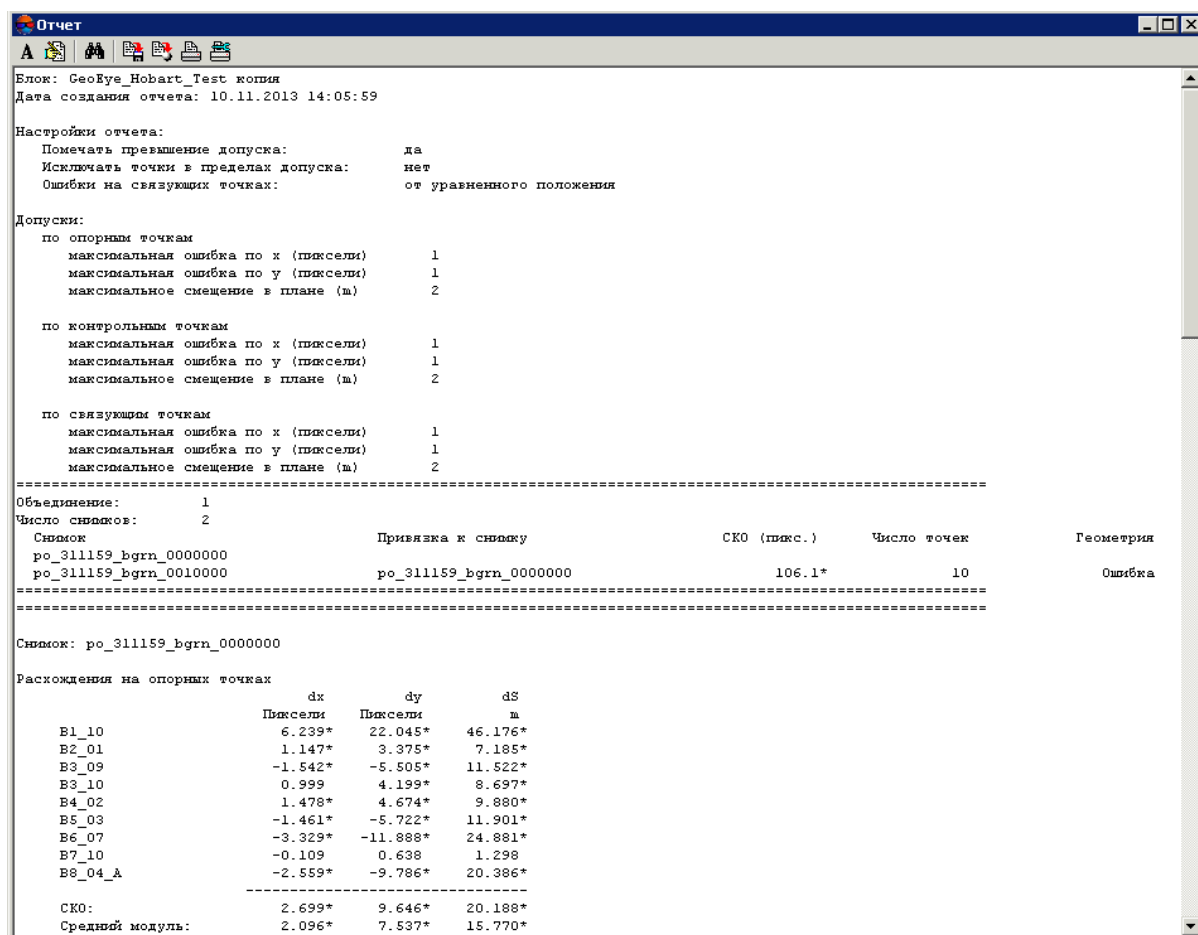 Отчет
A
Блок: GeoEye_Hobart_Test копия
Дата создания отчета: 10.11.2013 14:05:59
Настройки отчета:
Помечать превышение допуска: да
Исключать точки в пределах допуска: нет
Ошибки на связующих точках: от уравненного положения
Допуски:
по опорным точкам
максимальная ошибка по x (пиксели) 1
максимальная ошибка по y (пиксели) 1
максимальное смещение в плане (m) 2
по контрольным точкам
максимальная ошибка по x (пиксели) 1
максимальная ошибка по y (пиксели) 1
максимальное смещение в плане (m) 2
по связующим точкам
максимальная ошибка по x (пиксели) 1
максимальная ошибка по y (пиксели) 1
максимальное смещение в плане (m) 2
Объединение: 1
Число снимков: 2
Снимок Привязка к снимку СКО (пикс.) Число точек Геометрия
po_311159_bgrn_0000000
po_311159_bgrn_0010000 po_311159_bgrn_0000000 106.1* 10 Ошибка
Снимок: po_311159_bgrn_0000000
Расхождения на опорных точках
dx dy dS
Пиксели Пиксели m
B1_10 6.239* 22.045* 46.176*
B2_01 1.147* 3.375* 7.185*
B3_09 -1.542* -5.505* 11.522*
B3_10 0.999 4.199* 8.697*
B4_02 1.478* 4.674* 9.880*
B5_03 -1.461* -5.722* 11.901*
B6_07 -3.329* -11.888* 24.881*
B7_10 -0.109 0.638 1.298
B8_04_A -2.559* -9.786* 20.386*
СКО: 2.699* 9.646* 20.188*
Средний модуль: 2.096* 7.537* 15.770*